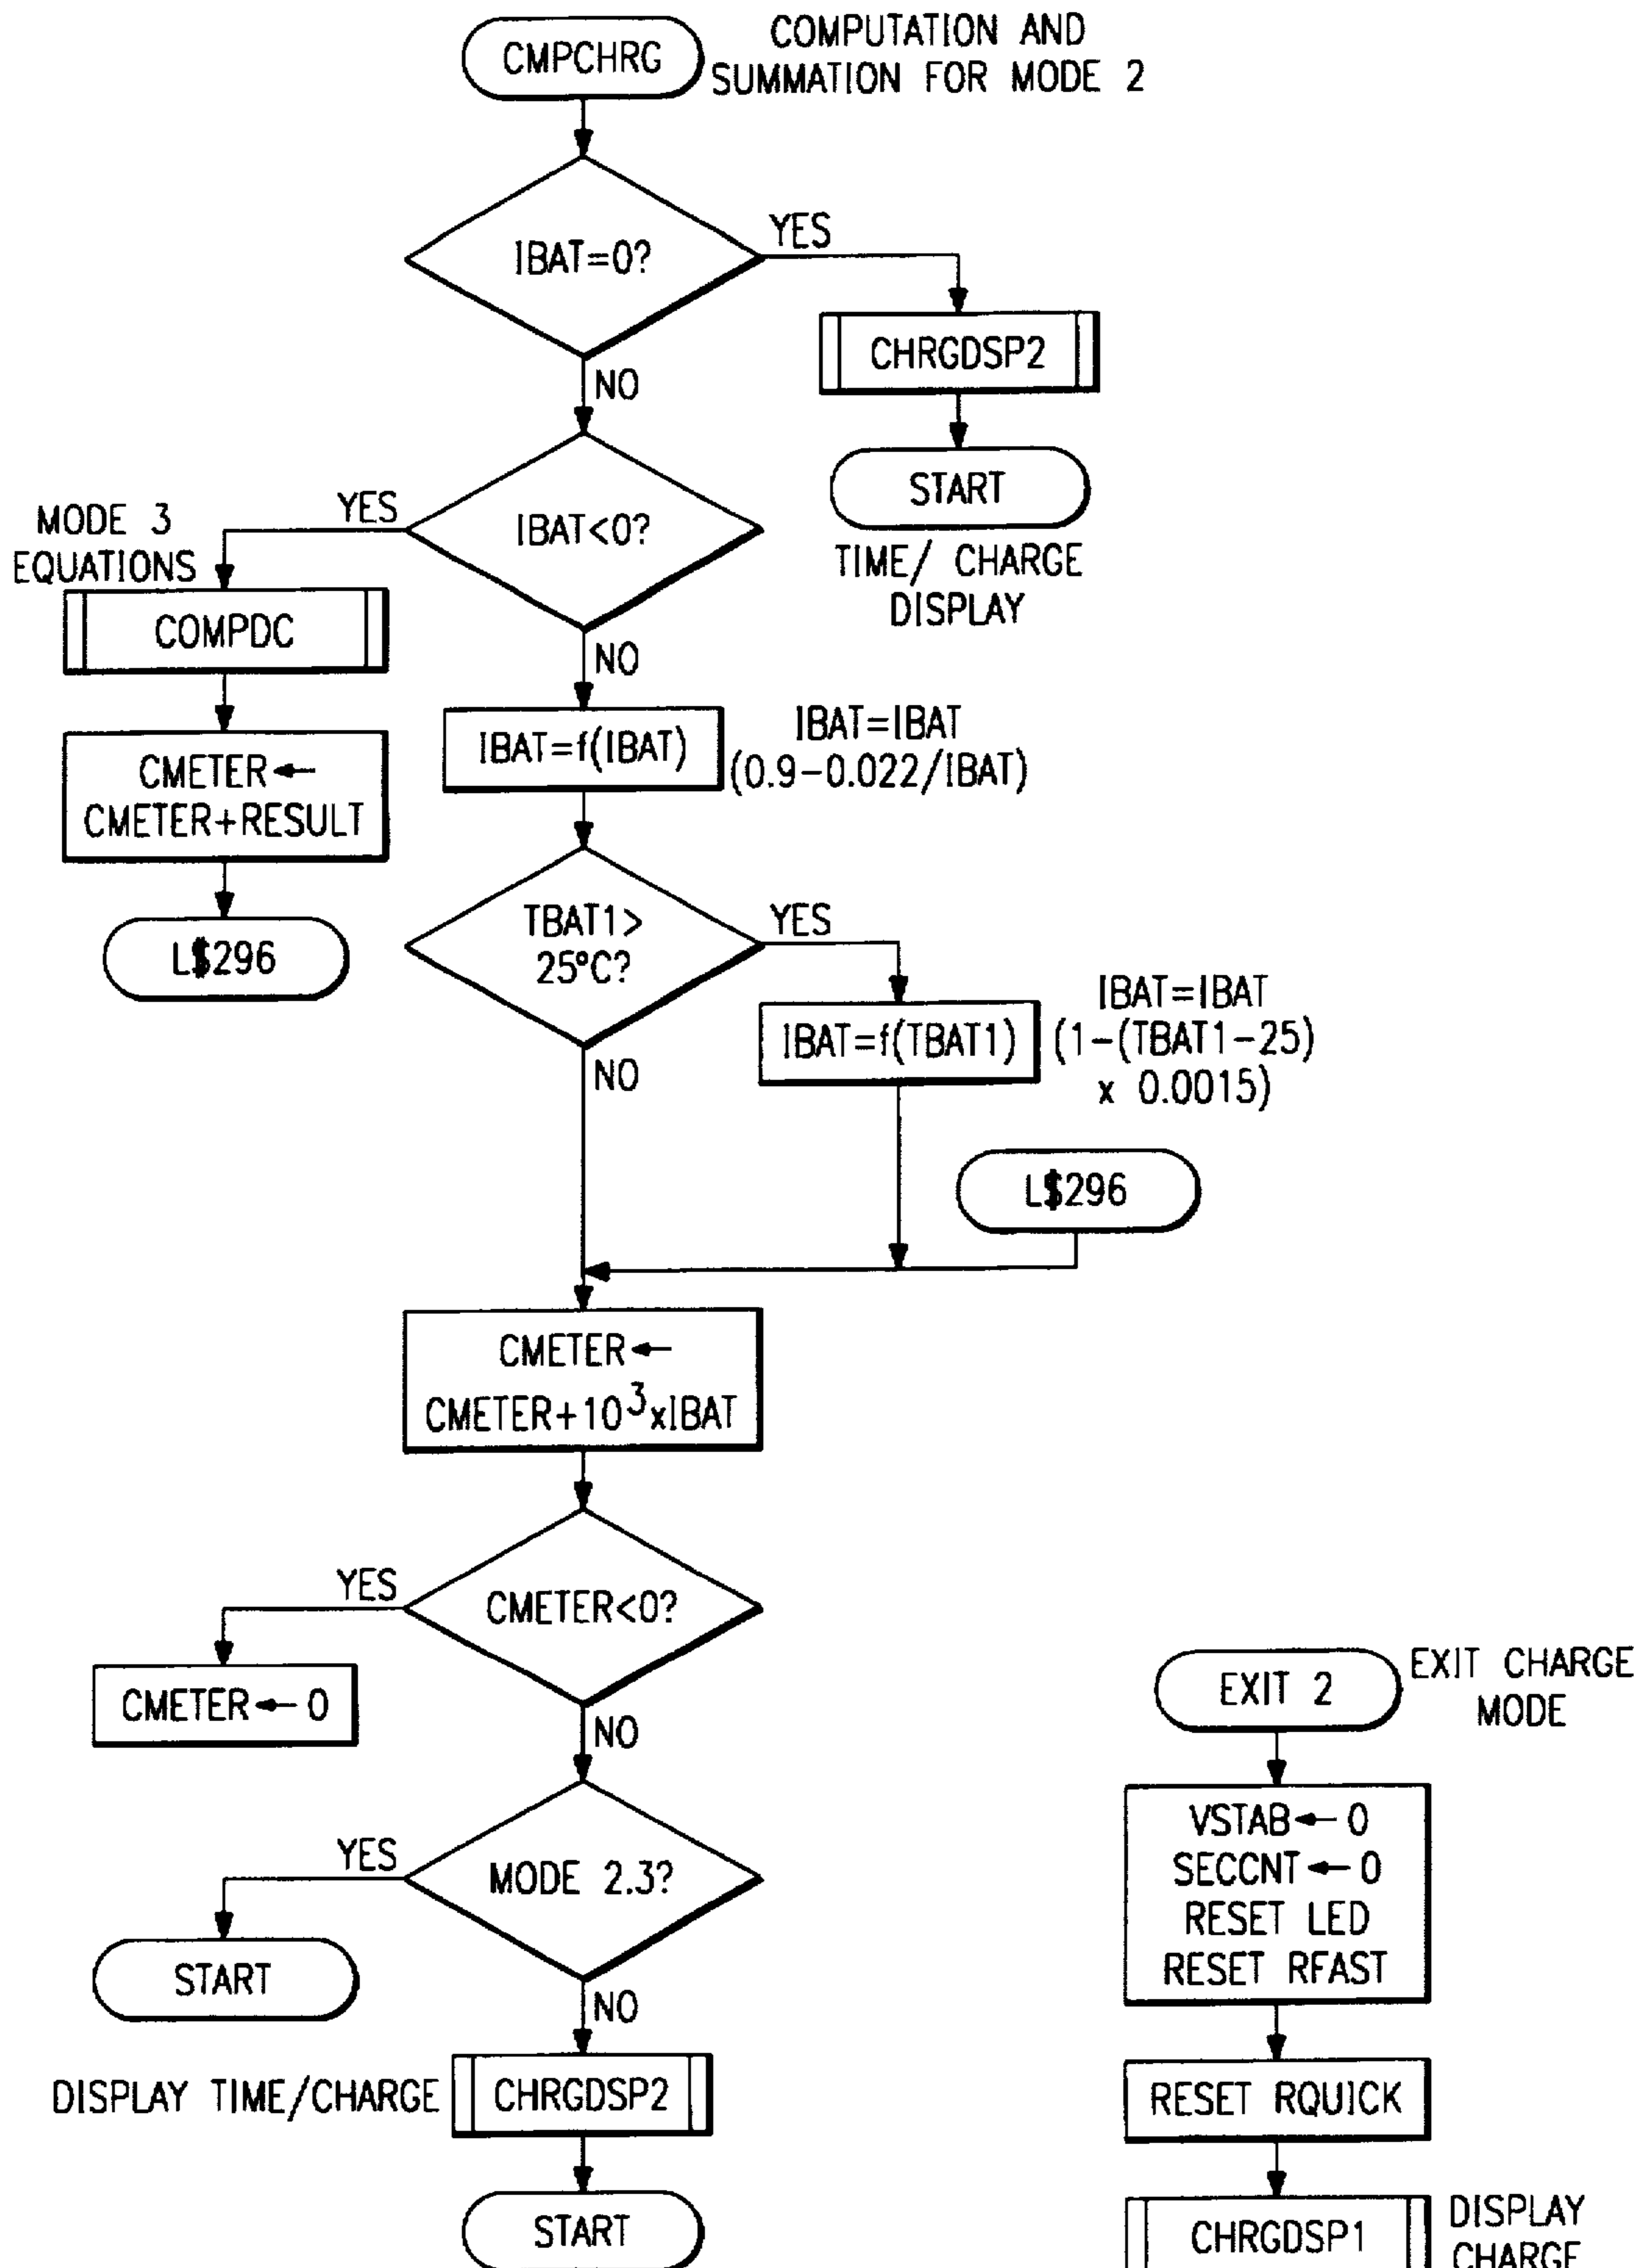 CMPCHRG
COMPUTATION AND
SUMMATION FOR MODE 2
IBAT=0?
YES
NO
CHRGDSP2
START
TIME/ CHARGE
DISPLAY
IBAT<0?
YES
NO
MODE 3
EQUATIONS
COMPDC
CMETER←
CMETER+RESULT
L$296
IBAT=f(IBAT)
IBAT=IBAT
(0.9-0.022/IBAT)
TBAT1>
25°C?
YES
NO
IBAT=f(TBAT1)
IBAT=IBAT
(1-(TBAT1-25)
x 0.0015)
L$296
CMETER←
CMETER+10³xIBAT
CMETER<0?
YES
NO
CMETER←0
MODE 2.3?
YES
NO
START
DISPLAY TIME/CHARGE
CHRGDSP2
START
EXIT 2
EXIT CHARGE
MODE
VSTAB←0
SECCNT←0
RESET LED
RESET RFAST
RESET RQUICK
CHRGDSP1
DISPLAY
CHARGE